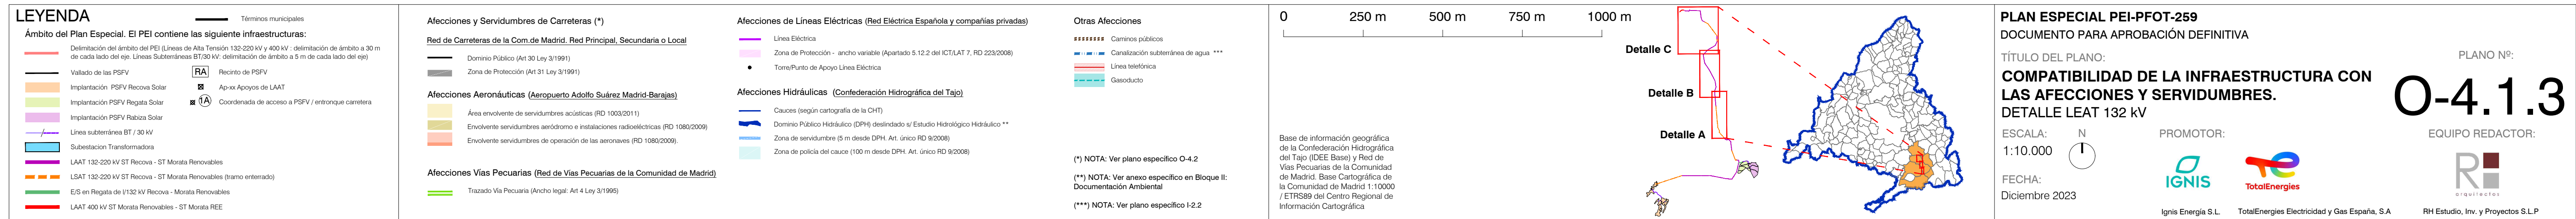 LEYENDA
Términos municipales
Ámbito del Plan Especial. El PEI contiene las siguiente infraestructuras:
Delimitación del ámbito del PEI (Líneas de Alta Tensión 132-220 kV y 400 kV : delimitación de ámbito a 30 m
de cada lado del eje. Líneas Subterráneas BT/30 kV: delimitación de ámbito a 5 m de cada lado del eje)
Vallado de las PSFV
RA
Recinto de PSFV
Implantación PSFV Recova Solar
Ap-xx Apoyos de LAAT
Implantación PSFV Regata Solar
1A
Coordenada de acceso a PSFV / entronque carretera
Implantación PSFV Rabiza Solar
Línea subterránea BT / 30 kV
Subestacion Transformadora
LAAT 132-220 kV ST Recova - ST Morata Renovables
LSAT 132-220 kV ST Recova - ST Morata Renovables (tramo enterrado)
E/S en Regata de l/132 kV Recova - Morata Renovables
LAAT 400 kV ST Morata Renovables - ST Morata REE
Afecciones y Servidumbres de Carreteras (*)
Red de Carreteras de la Com.de Madrid. Red Principal, Secundaria o Local
Dominio Público (Art 30 Ley 3/1991)
Zona de Protección (Art 31 Ley 3/1991)
Afecciones Aeronáuticas (Aeropuerto Adolfo Suárez Madrid-Barajas)
Área envolvente de servidumbres acústicas (RD 1003/2011)
Envolvente servidumbres aeródromo e instalaciones radioeléctricas (RD 1080/2009)
Envolvente servidumbres de operación de las aeronaves (RD 1080/2009).
Afecciones Vías Pecuarias (Red de Vías Pecuarias de la Comunidad de Madrid)
Trazado Vía Pecuaria (Ancho legal: Art 4 Ley 3/1995)
Afecciones de Líneas Eléctricas (Red Eléctrica Española y compañías privadas)
Línea Eléctrica
Zona de Protección - ancho variable (Apartado 5.12.2 del ICT/LAT 7, RD 223/2008)
Torre/Punto de Apoyo Línea Eléctrica
Afecciones Hidráulicas (Confederación Hidrográfica del Tajo)
Cauces (según cartografía de la CHT)
Dominio Público Hidráulico (DPH) deslindado s/ Estudio Hidrológico Hidráulico **
Zona de servidumbre (5 m desde DPH. Art. único RD 9/2008)
Zona de policía del cauce (100 m desde DPH. Art. único RD 9/2008)
Otras Afecciones
Caminos públicos
Canalización subterránea de agua ***
Línea telefónica
Gasoducto
(*) NOTA: Ver plano específico O-4.2
(**) NOTA: Ver anexo específico en Bloque II:
Documentación Ambiental
(***) NOTA: Ver plano específico I-2.2
0 250 m 500 m 750 m 1000 m
Base de información geográfica
de la Confederación Hidrográfica
del Tajo (IDEE Base) y Red de
Vías Pecuarias de la Comunidad
de Madrid. Base Cartográfica de
la Comunidad de Madrid 1:10000
/ ETRS89 del Centro Regional de
Información Cartográfica
Detalle C
Detalle B
Detalle A
PLAN ESPECIAL PEI-PFOT-259
DOCUMENTO PARA APROBACIÓN DEFINITIVA
TÍTULO DEL PLANO:
COMPATIBILIDAD DE LA INFRAESTRUCTURA CON
LAS AFECCIONES Y SERVIDUMBRES.
DETALLE LEAT 132 kV
PLANO Nº:
O-4.1.3
ESCALA:
1:10.000
N
FECHA:
Diciembre 2023
PROMOTOR:
IGNIS
TotalEnergies
Ignis Energía S.L.
TotalEnergies Electricidad y Gas España, S.A
EQUIPO REDACTOR:
R
arquitectos
RH Estudio, Inv. y Proyectos S.L.P